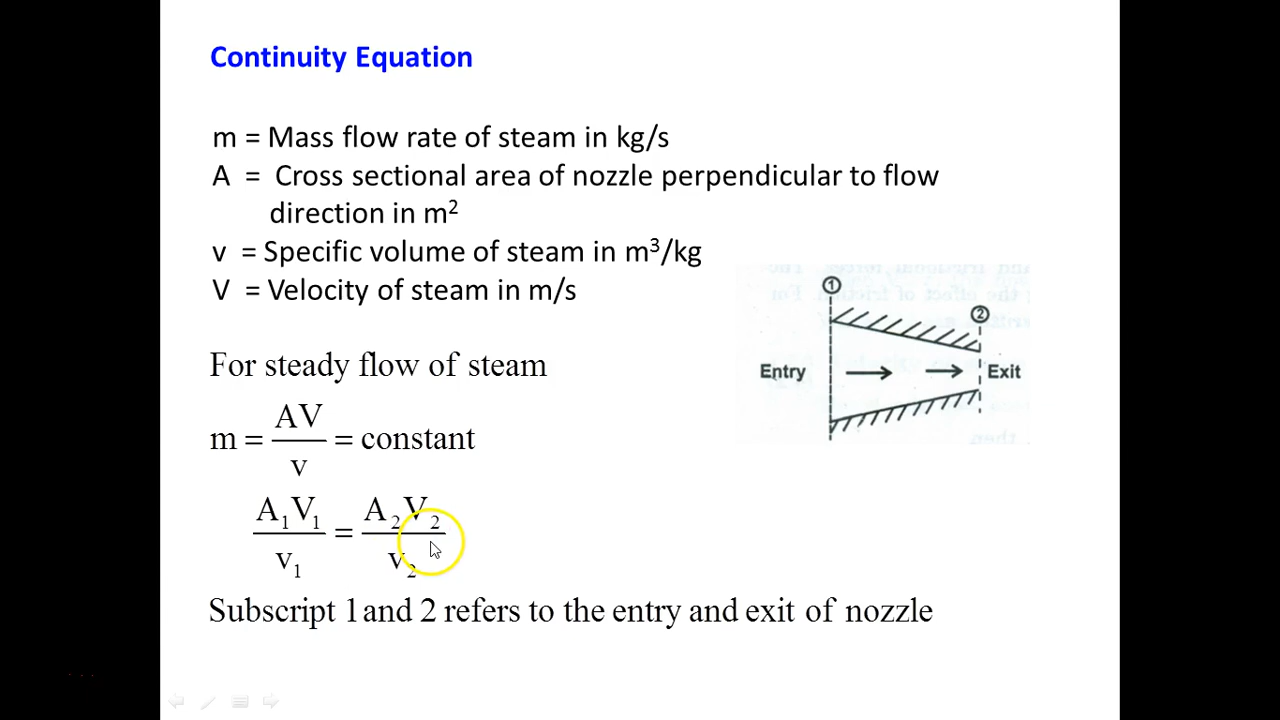 Continuity Equation
m = Mass flow rate of steam in kg/s
A = Cross sectional area of nozzle perpendicular to flow
direction in m²
v = Specific volume of steam in m³/kg
V = Velocity of steam in m/s
① 
②
Entry Exit
For steady flow of steam
m = AV/v = constant
A₁V₁/v₁ = A₂V₂/v₂
Subscript 1 and 2 refers to the entry and exit of nozzle